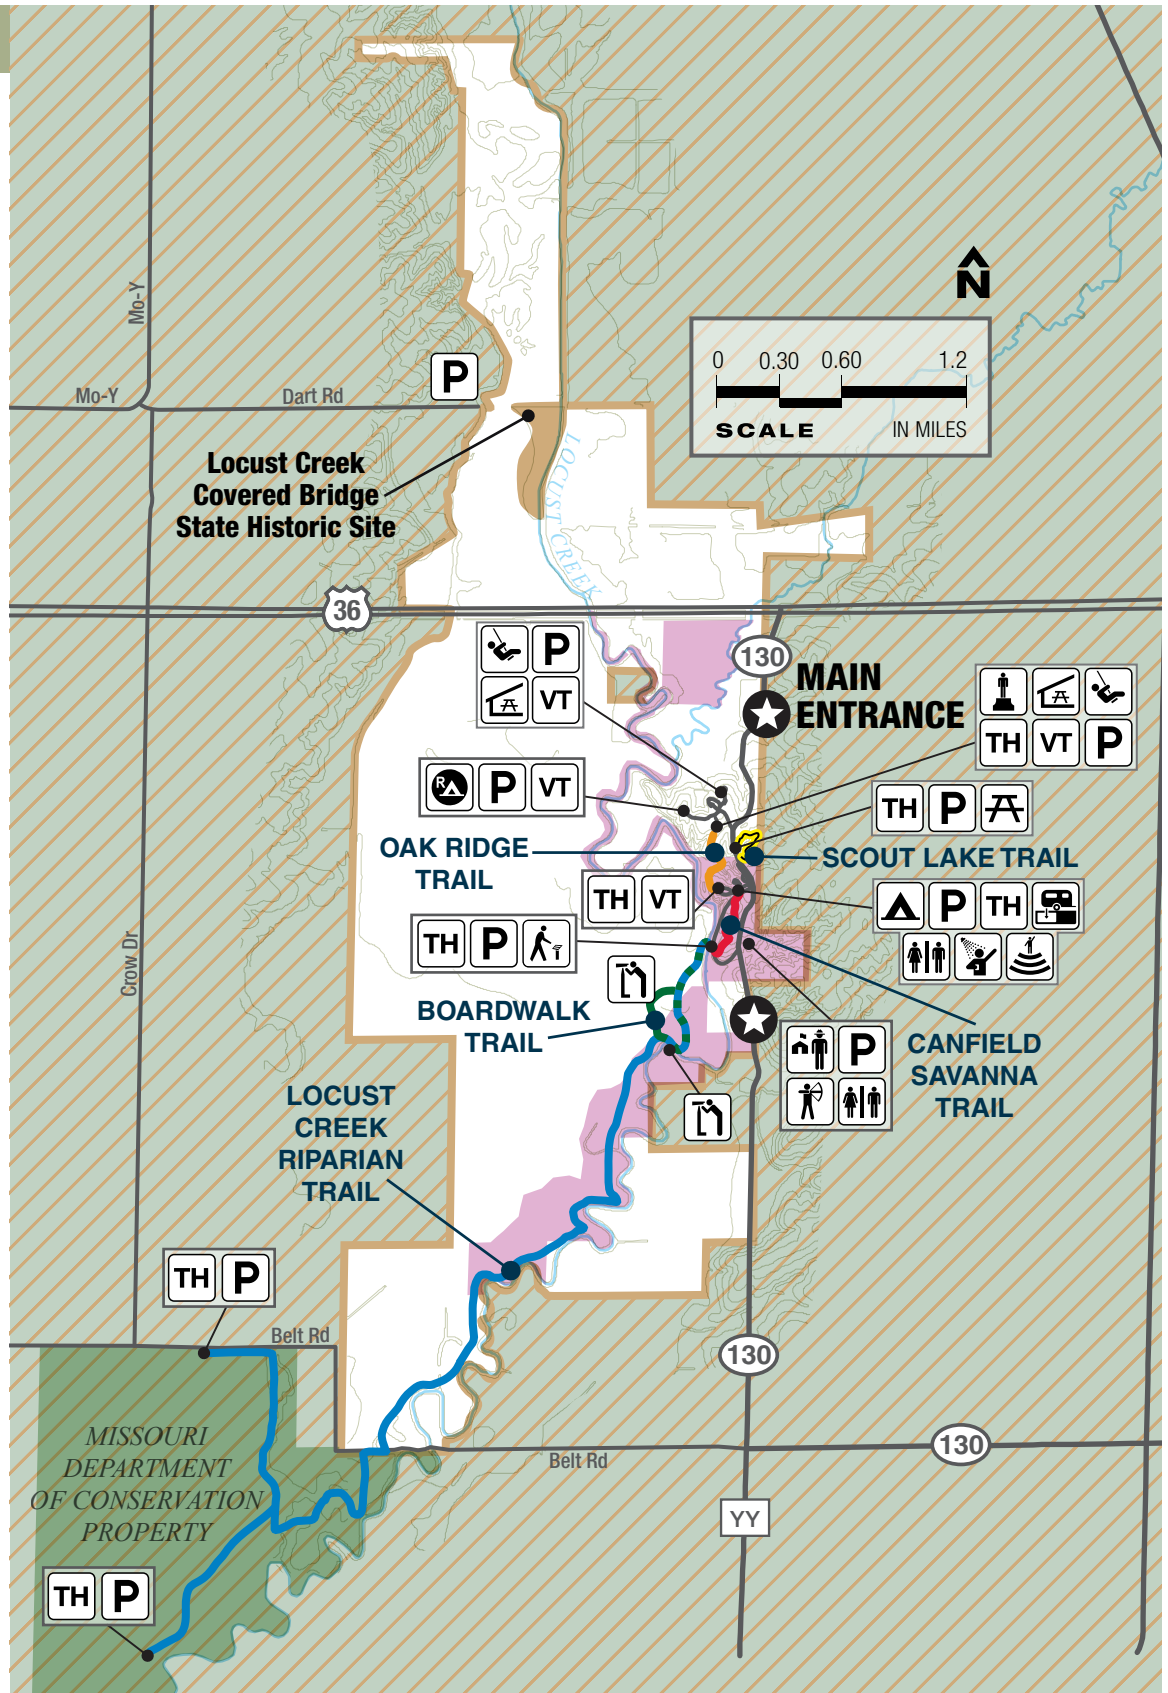 N
0 0.30 0.60 1.2
SCALE IN MILES
Mo-Y
P
Mo-Y
Dart Rd
Locust Creek
Covered Bridge
State Historic Site
LOCUST CREEK
36
130
P
VT
MAIN
ENTRANCE
TH VT P
R P VT
TH P
OAK RIDGE
TRAIL
SCOUT LAKE TRAIL
TH VT
P TH
TH P
Crow Dr
BOARDWALK
TRAIL
P
CANFIELD
SAVANNA
TRAIL
LOCUST
CREEK
RIPARIAN
TRAIL
TH P
Belt Rd
130
MISSOURI
DEPARTMENT
OF CONSERVATION
PROPERTY
Belt Rd
130
YY
TH P